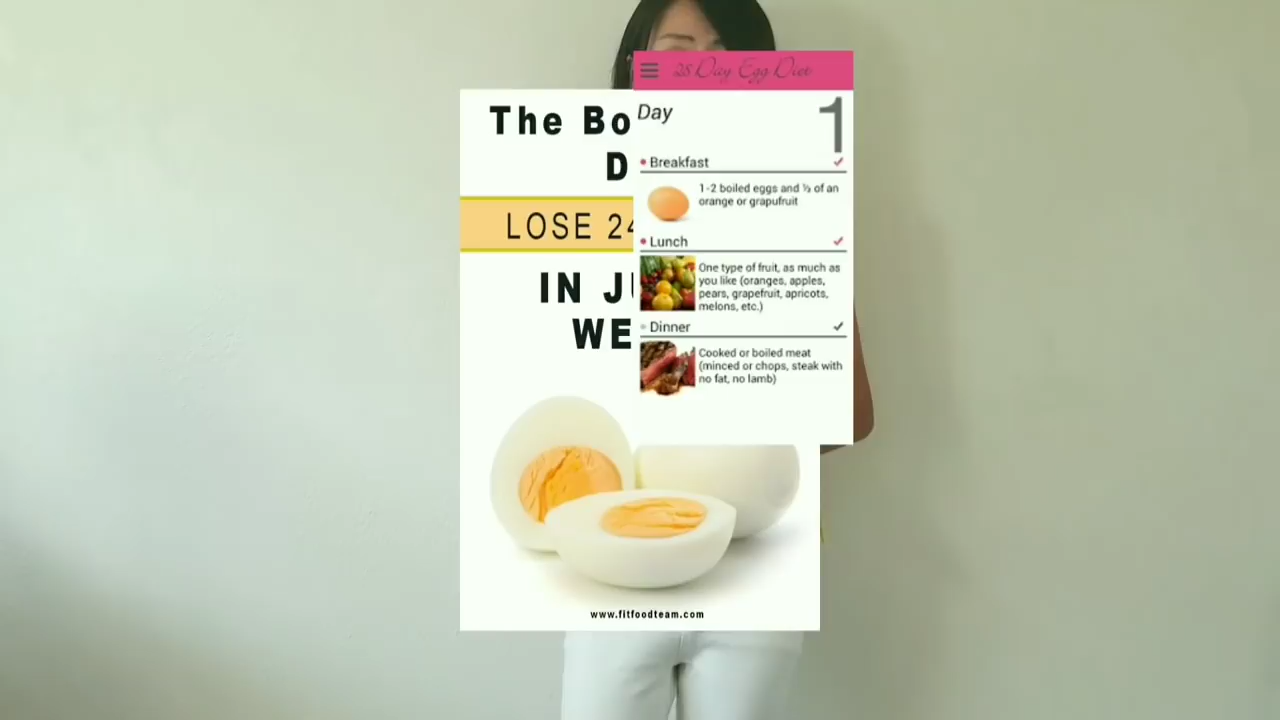 The Bo
D
LOSE 24
IN JU
WE
www.fitfoodteam.com
28 Day Egg Diet
Day 1
Breakfast
1-2 boiled eggs and ½ of an
orange or grapufruit
Lunch
One type of fruit, as much as
you like (oranges, apples,
pears, grapefruit, apricots,
melons, etc.)
Dinner
Cooked or boiled meat
(minced or chops, steak with
no fat, no lamb)